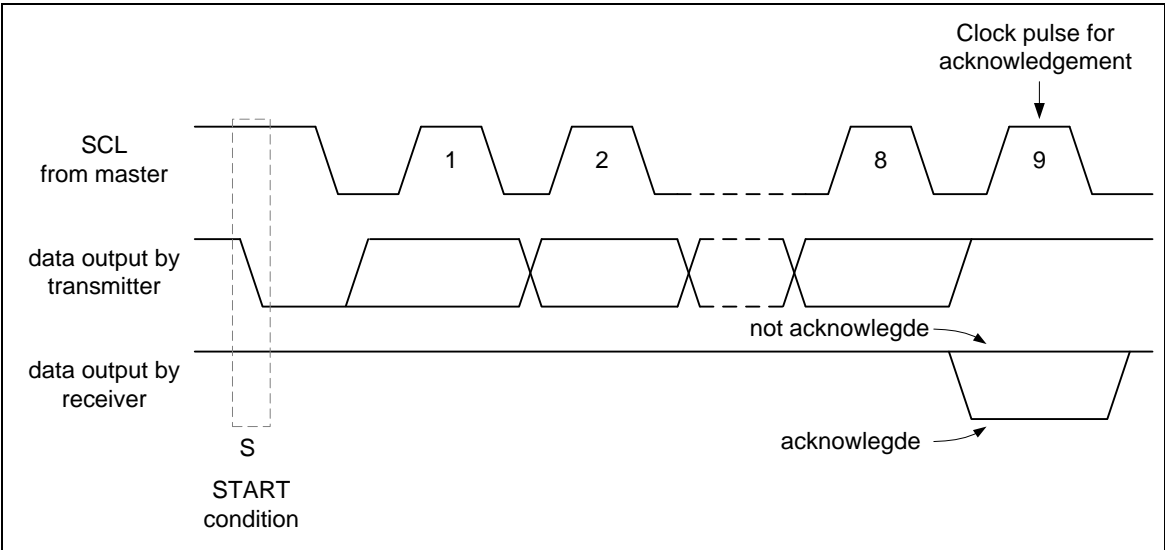 Clock pulse for
acknowledgement
SCL
from master
1
2
8
9
data output by
transmitter
not acknowlegde
data output by
receiver
acknowlegde
S
START
condition